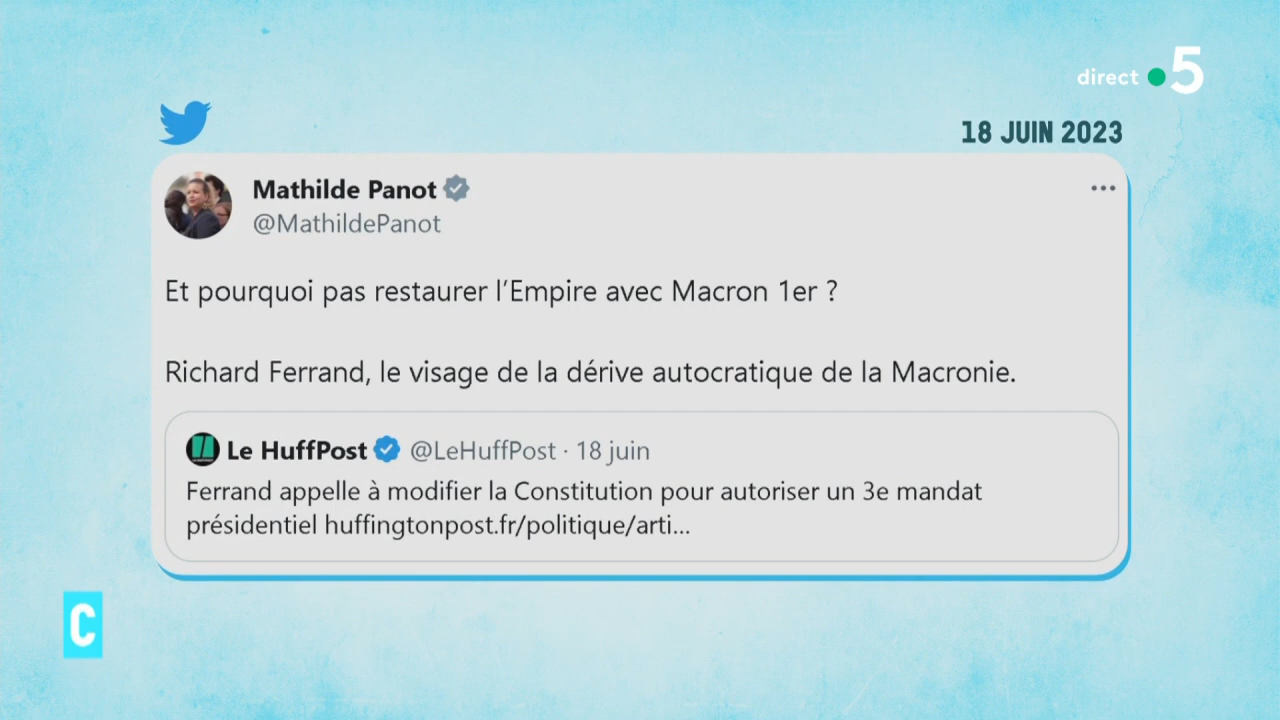 direct 5
18 JUIN 2023
Mathilde Panot
@MathildePanot
Et pourquoi pas restaurer l’Empire avec Macron 1er ?
Richard Ferrand, le visage de la dérive autocratique de la Macronie.
Le HuffPost @LeHuffPost · 18 juin
Ferrand appelle à modifier la Constitution pour autoriser un 3e mandat
présidentiel huffingtonpost.fr/politique/arti...
C